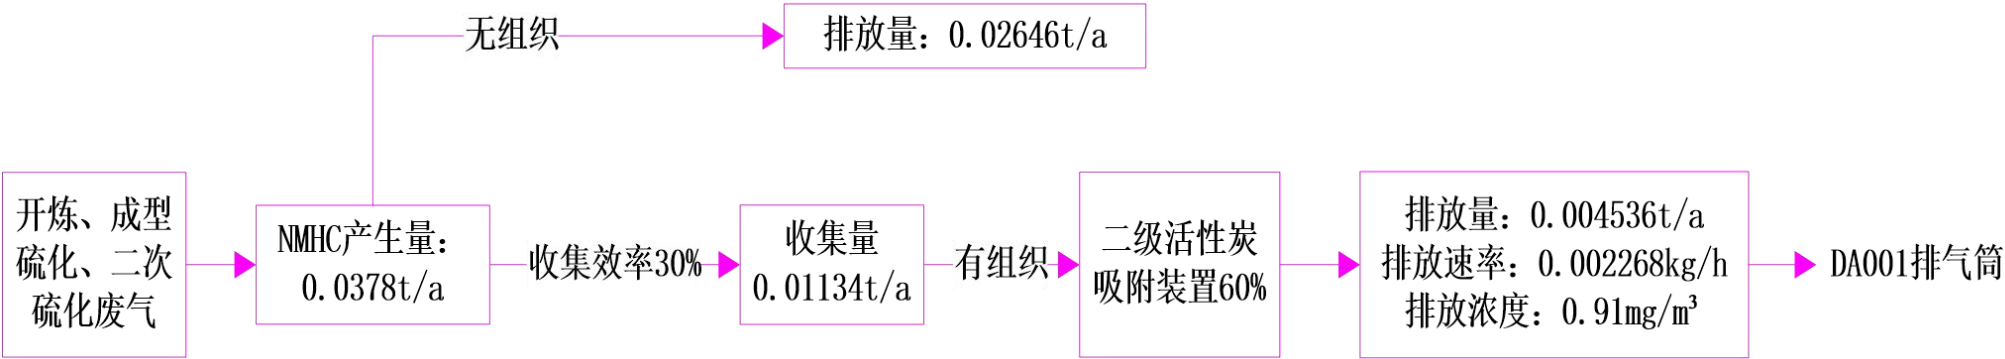 无组织
排放量：0.02646t/a
开炼、成型
硫化、二次
硫化废气
NMHC产生量：
0.0378t/a
收集效率30%
收集量
0.01134t/a
有组织
二级活性炭
吸附装置60%
排放量：0.004536t/a
排放速率：0.002268kg/h
排放浓度：0.91mg/m³
DA001排气筒